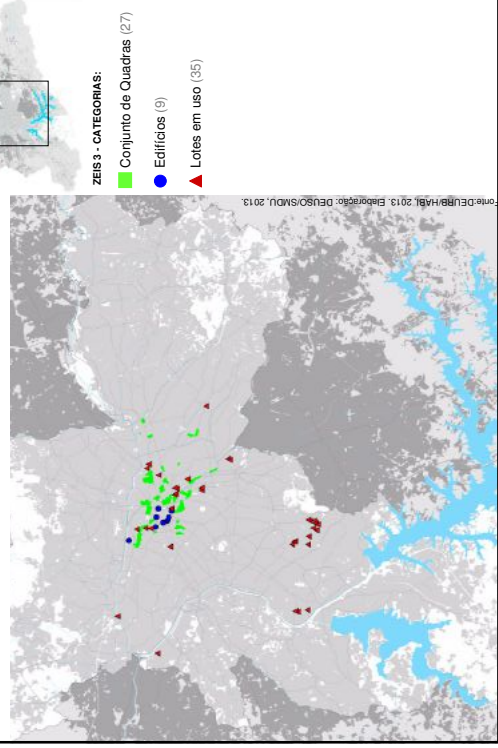 ZEIS 3 - CATEGORIAS:
Conjunto de Quadras (27)
Edifícios (9)
Lotes em uso (35)
Fonte:DEURB/HABI, 2013. Elaboração: DEUSO/SMDU, 2013.